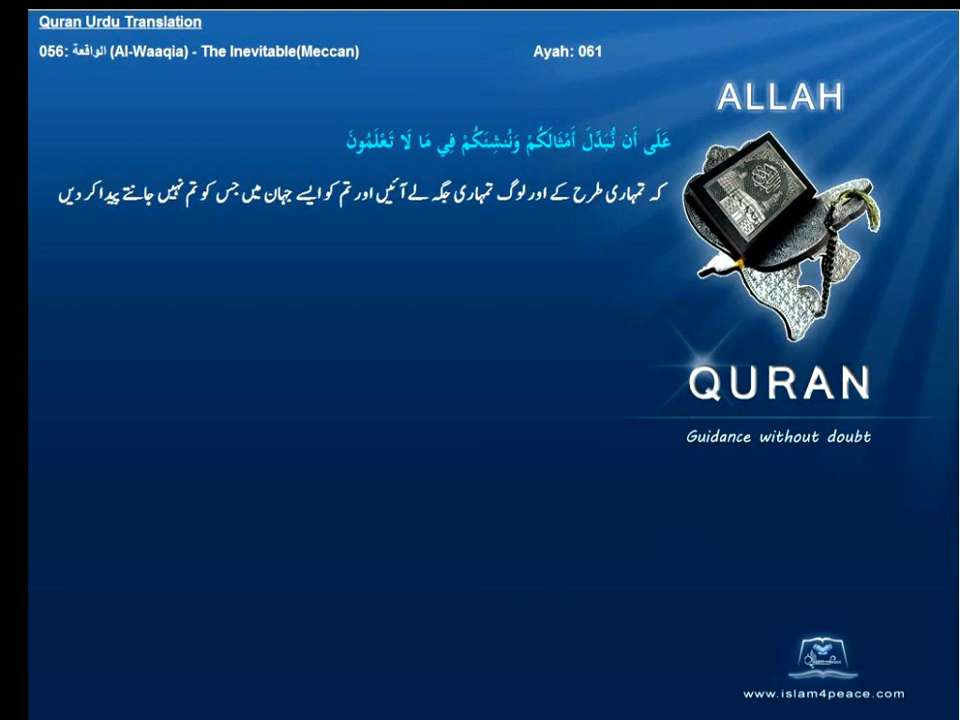 Quran Urdu Translation
056: الواقعة (Al-Waaqia) - The Inevitable(Meccan) Ayah: 061
ALLAH
عَلَى أَن نُّبَدِّلَ أَمْثَالَكُمْ وَنُنشِئَكُمْ فِي مَا لَا تَعْلَمُونَ
کہ تمہاری طرح کے اور لوگ تمہاری جگہ لے آئیں اور تم کو ایسے جہان میں جس کو تم نہیں جانتے پیدا کر دیں
QURAN
Guidance without doubt
www.islam4peace.com